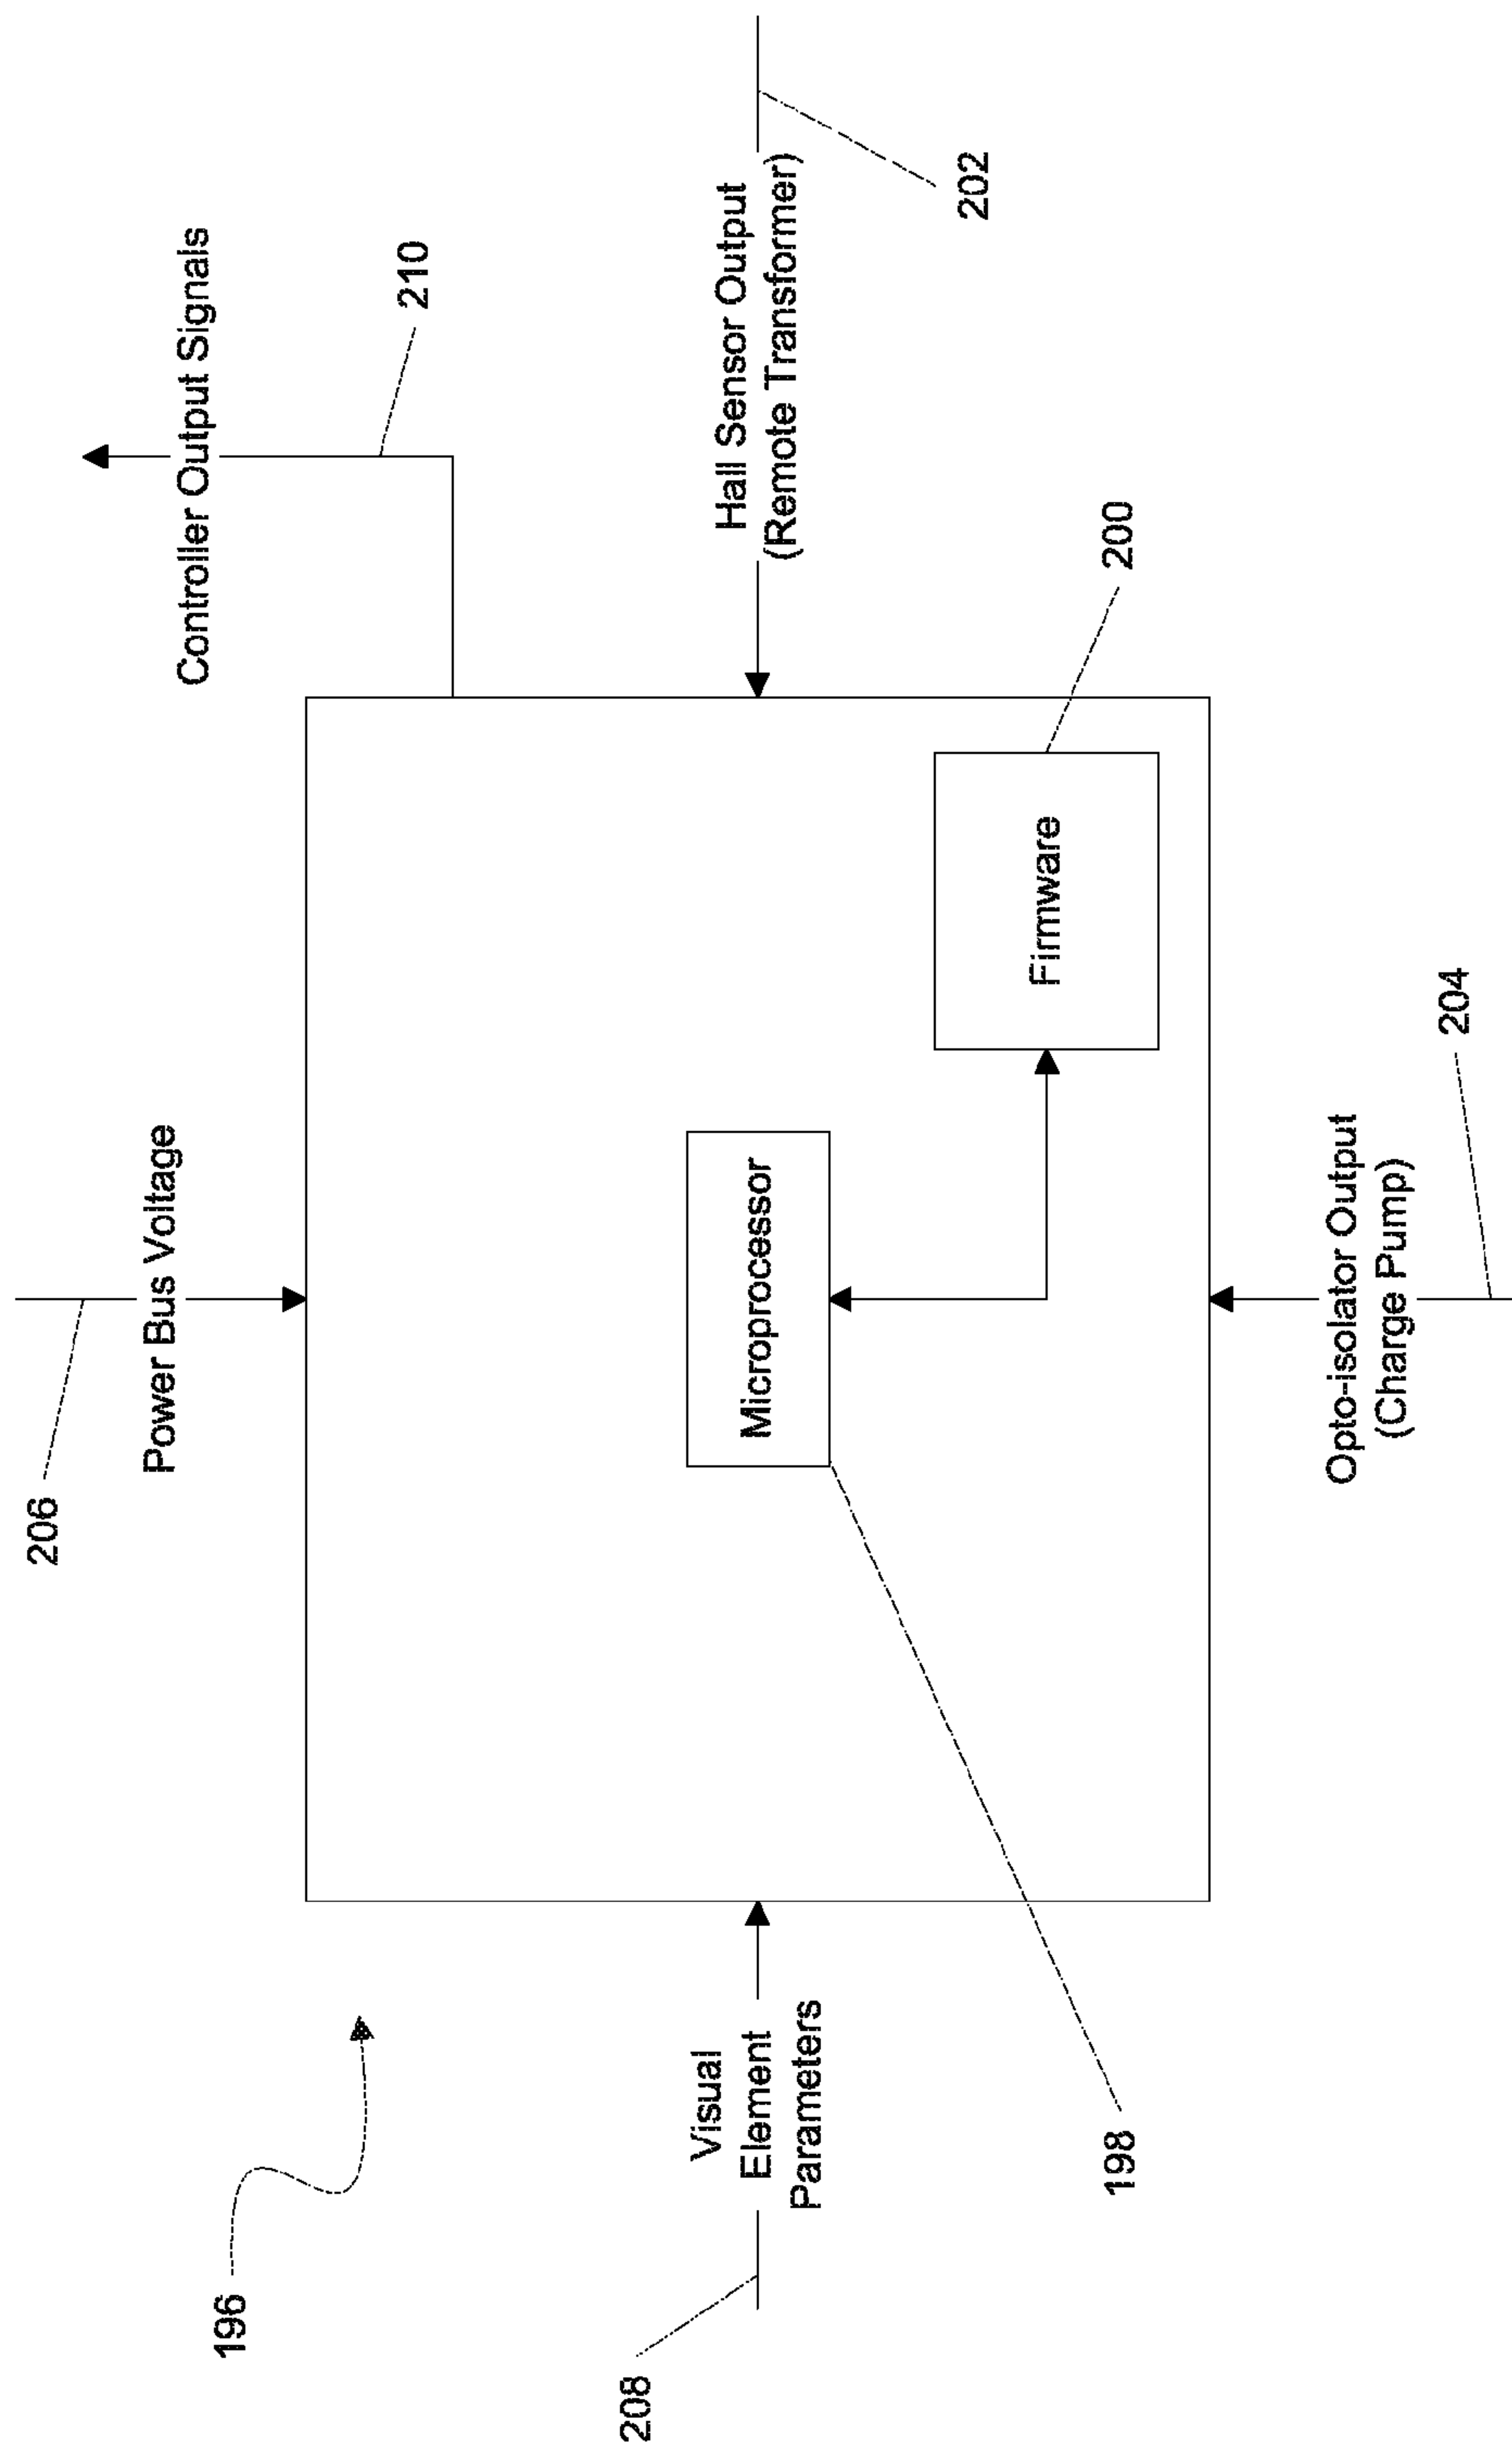 206
Power Bus Voltage
Controller Output Signals
210
196
208
Visual
Element
Parameters
Microprocessor
Hall Sensor Output
(Remote Transformer)
202
Firmware
200
198
Opto-isolator Output
(Charge Pump)
204